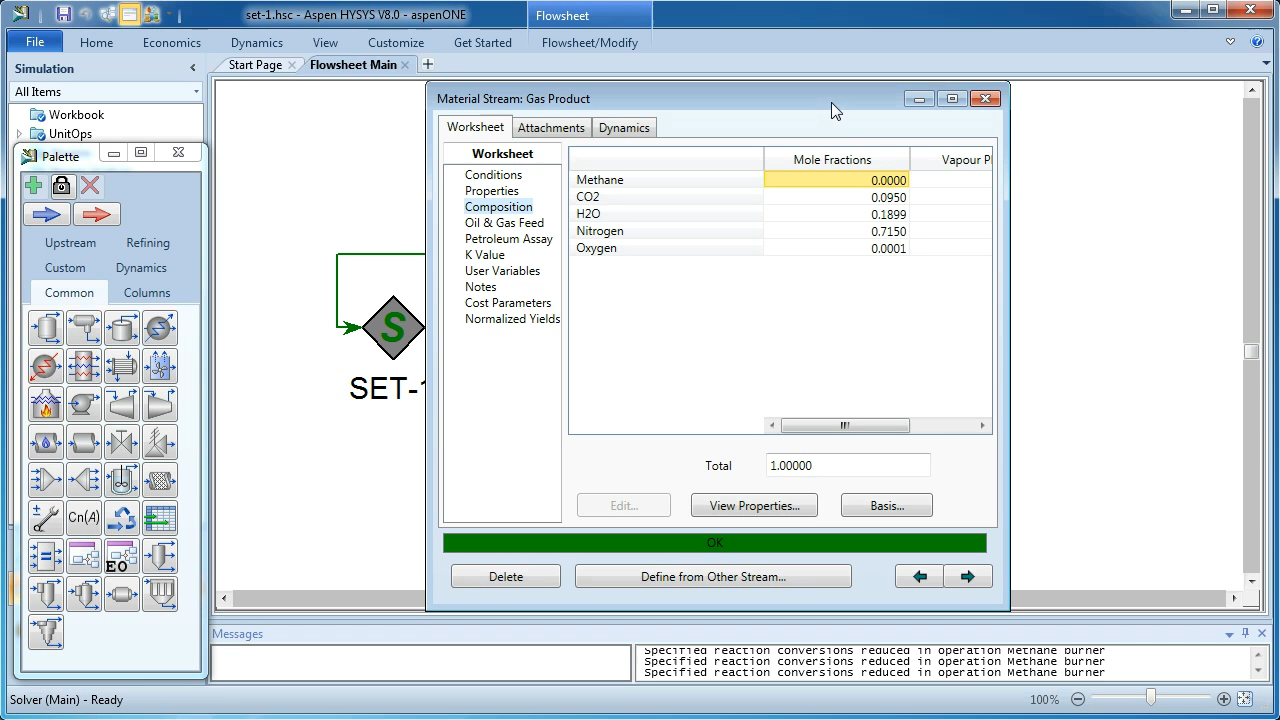 set-1.hsc - Aspen HYSYS V8.0 - aspenONE
Flowsheet
File Home Economics Dynamics View Customize Get Started Flowsheet/Modify
Simulation
Start Page Flowsheet Main
All Items
Workbook
UnitOps
Palette
Upstream Refining
Custom Dynamics
Common Columns
Cn(A)
EO
S
SET-1
Material Stream: Gas Product
Worksheet Attachments Dynamics
Worksheet
Conditions
Properties
Composition
Oil & Gas Feed
Petroleum Assay
K Value
User Variables
Notes
Cost Parameters
Normalized Yields
Mole Fractions Vapour Pl
Methane 0.0000
CO2 0.0950
H2O 0.1899
Nitrogen 0.7150
Oxygen 0.0001
Total 1.00000
Edit... View Properties... Basis...
OK
Delete Define from Other Stream...
Messages
Specified reaction conversions reduced in operation Methane burner
Specified reaction conversions reduced in operation Methane burner
Specified reaction conversions reduced in operation Methane burner
Solver (Main) - Ready
100%